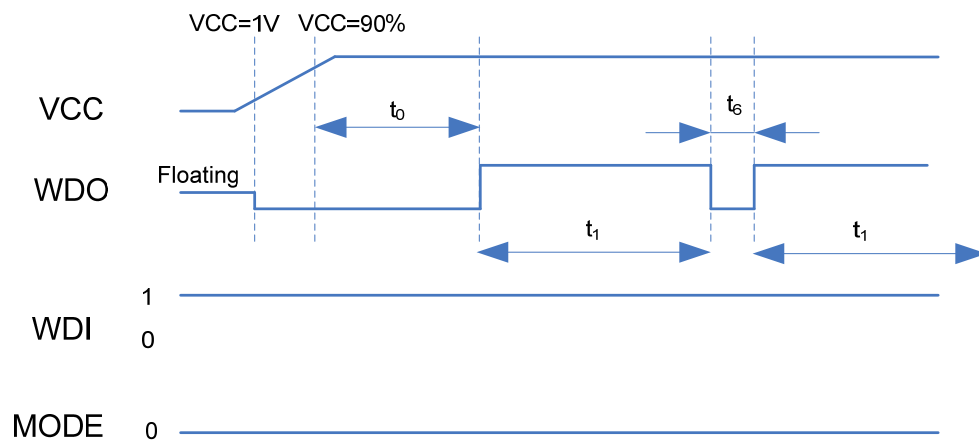 VCC=1V VCC=90%
VCC
t0
t6
Floating
WDO
t1
t1
1
WDI
0
MODE 0